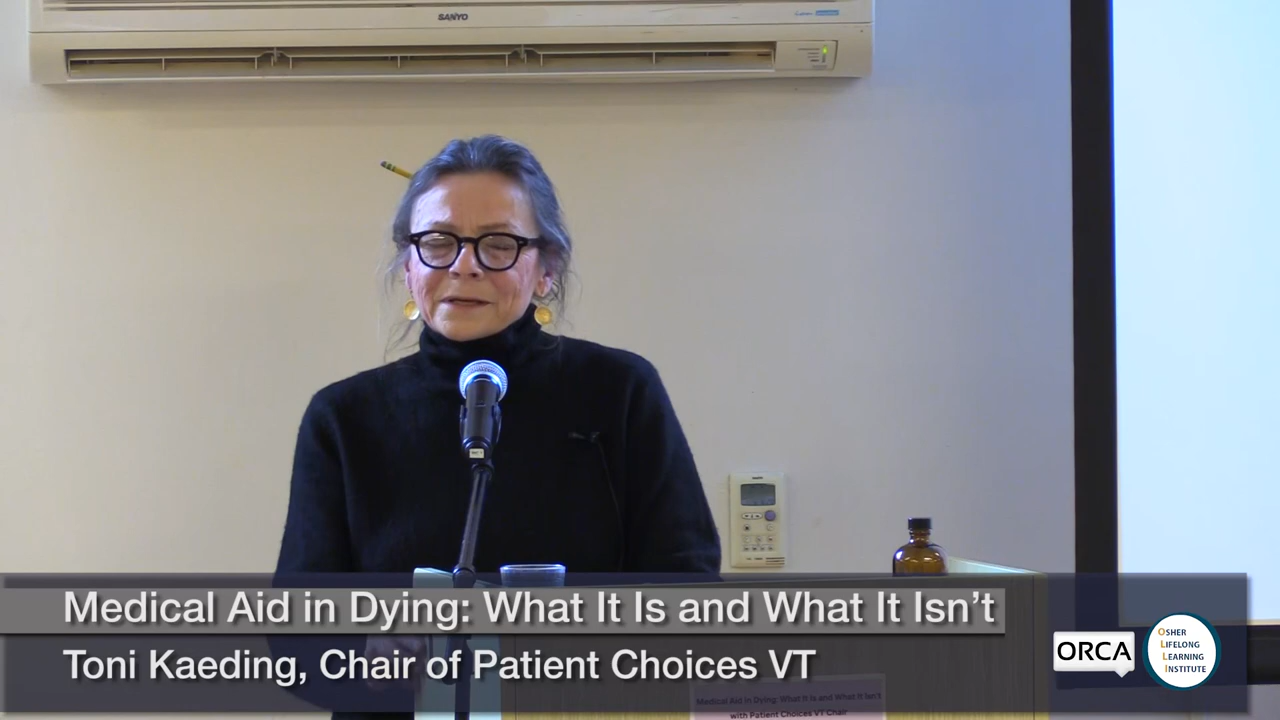 SANYO
Medical Aid in Dying: What It Is and What It Isn't
Toni Kaeding, Chair of Patient Choices VT
ORCA
OSHER
LIFELONG
LEARNING
INSTITUTE
Medical Aid in Dying: What It Is and What It Isn't
with Patient Choices VT Chair